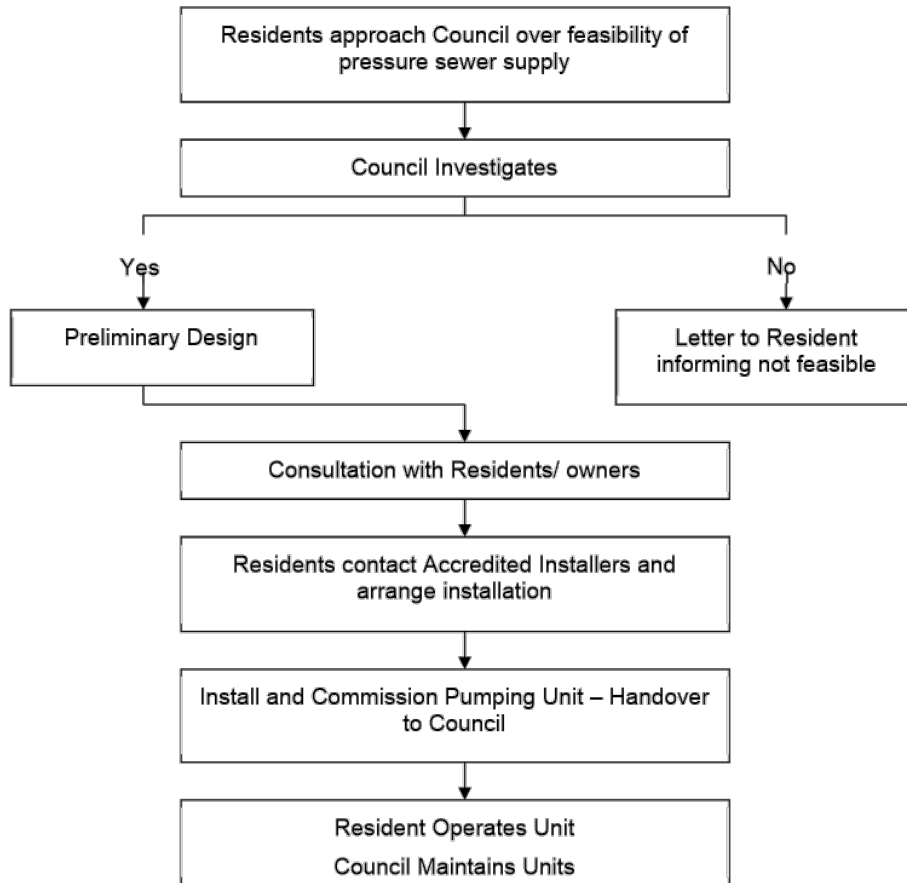 Residents approach Council over feasibility of
pressure sewer supply
Council Investigates
Yes
No
Preliminary Design
Letter to Resident
informing not feasible
Consultation with Residents/ owners
Residents contact Accredited Installers and
arrange installation
Install and Commission Pumping Unit – Handover
to Council
Resident Operates Unit
Council Maintains Units